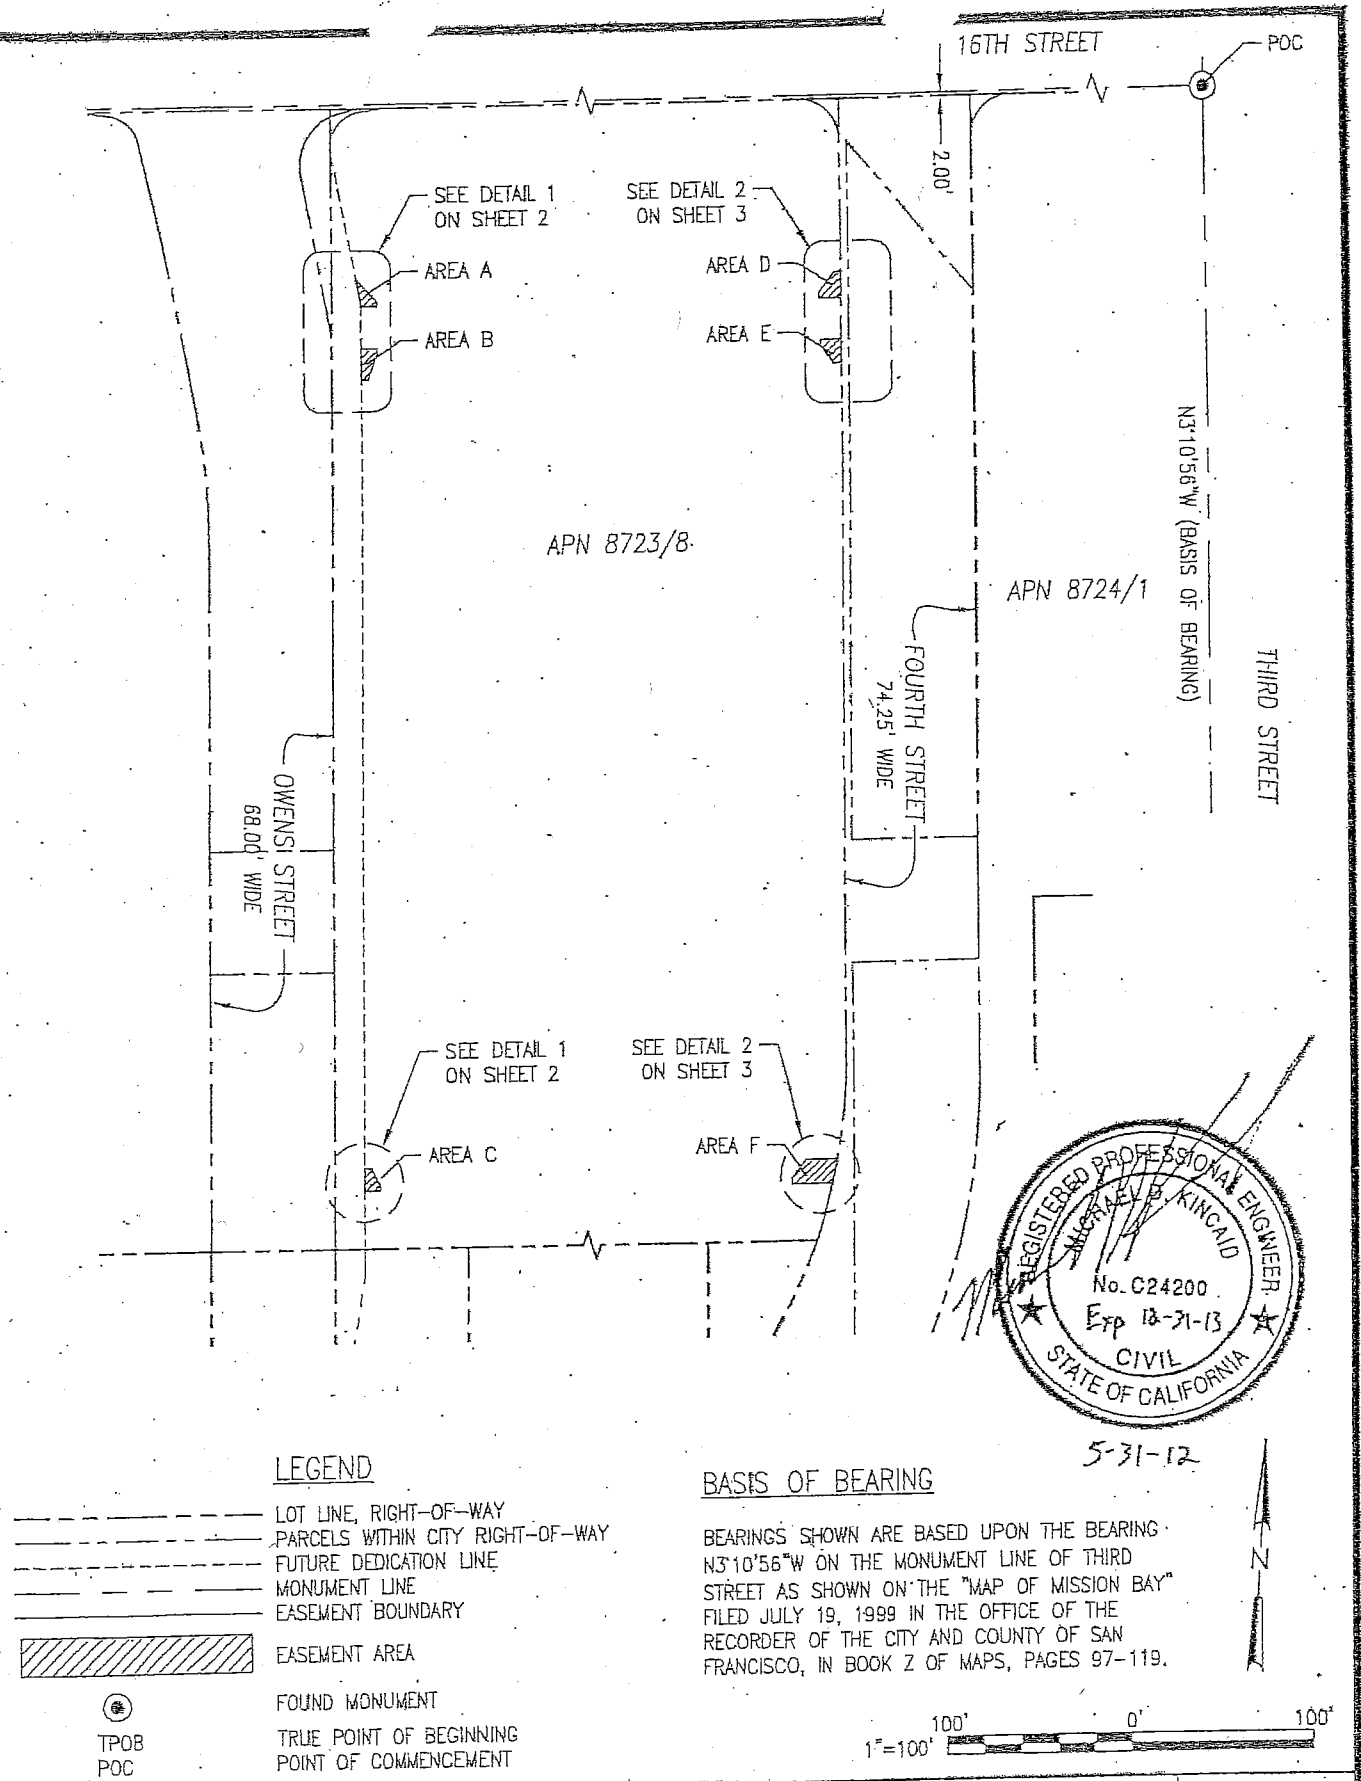 16TH STREET
POC
2.00'
SEE DETAIL 1
ON SHEET 2
SEE DETAIL 2
ON SHEET 3
AREA A
AREA D
AREA B
AREA E
N3°10'56"W (BASIS OF BEARING)
APN 8723/8
APN 8724/1
THIRD STREET
FOURTH STREET
74.25' WIDE
OWENS STREET
68.00' WIDE
SEE DETAIL 1
ON SHEET 2
SEE DETAIL 2
ON SHEET 3
AREA C
AREA F
REGISTERED PROFESSIONAL ENGINEER
MICHAEL B. KINCAID
No. C24200
Exp 12-31-13
CIVIL
STATE OF CALIFORNIA
5-31-12
LEGEND
LOT LINE, RIGHT-OF-WAY
PARCELS WITHIN CITY RIGHT-OF-WAY
FUTURE DEDICATION LINE
MONUMENT LINE
EASEMENT BOUNDARY
EASEMENT AREA
FOUND MONUMENT
TPOB TRUE POINT OF BEGINNING
POC POINT OF COMMENCEMENT
BASIS OF BEARING
BEARINGS SHOWN ARE BASED UPON THE BEARING
N3°10'56"W ON THE MONUMENT LINE OF THIRD
STREET AS SHOWN ON THE "MAP OF MISSION BAY"
FILED JULY 19, 1999 IN THE OFFICE OF THE
RECORDER OF THE CITY AND COUNTY OF SAN
FRANCISCO, IN BOOK Z OF MAPS, PAGES 97-119.
N
100' 0' 100'
1"=100'